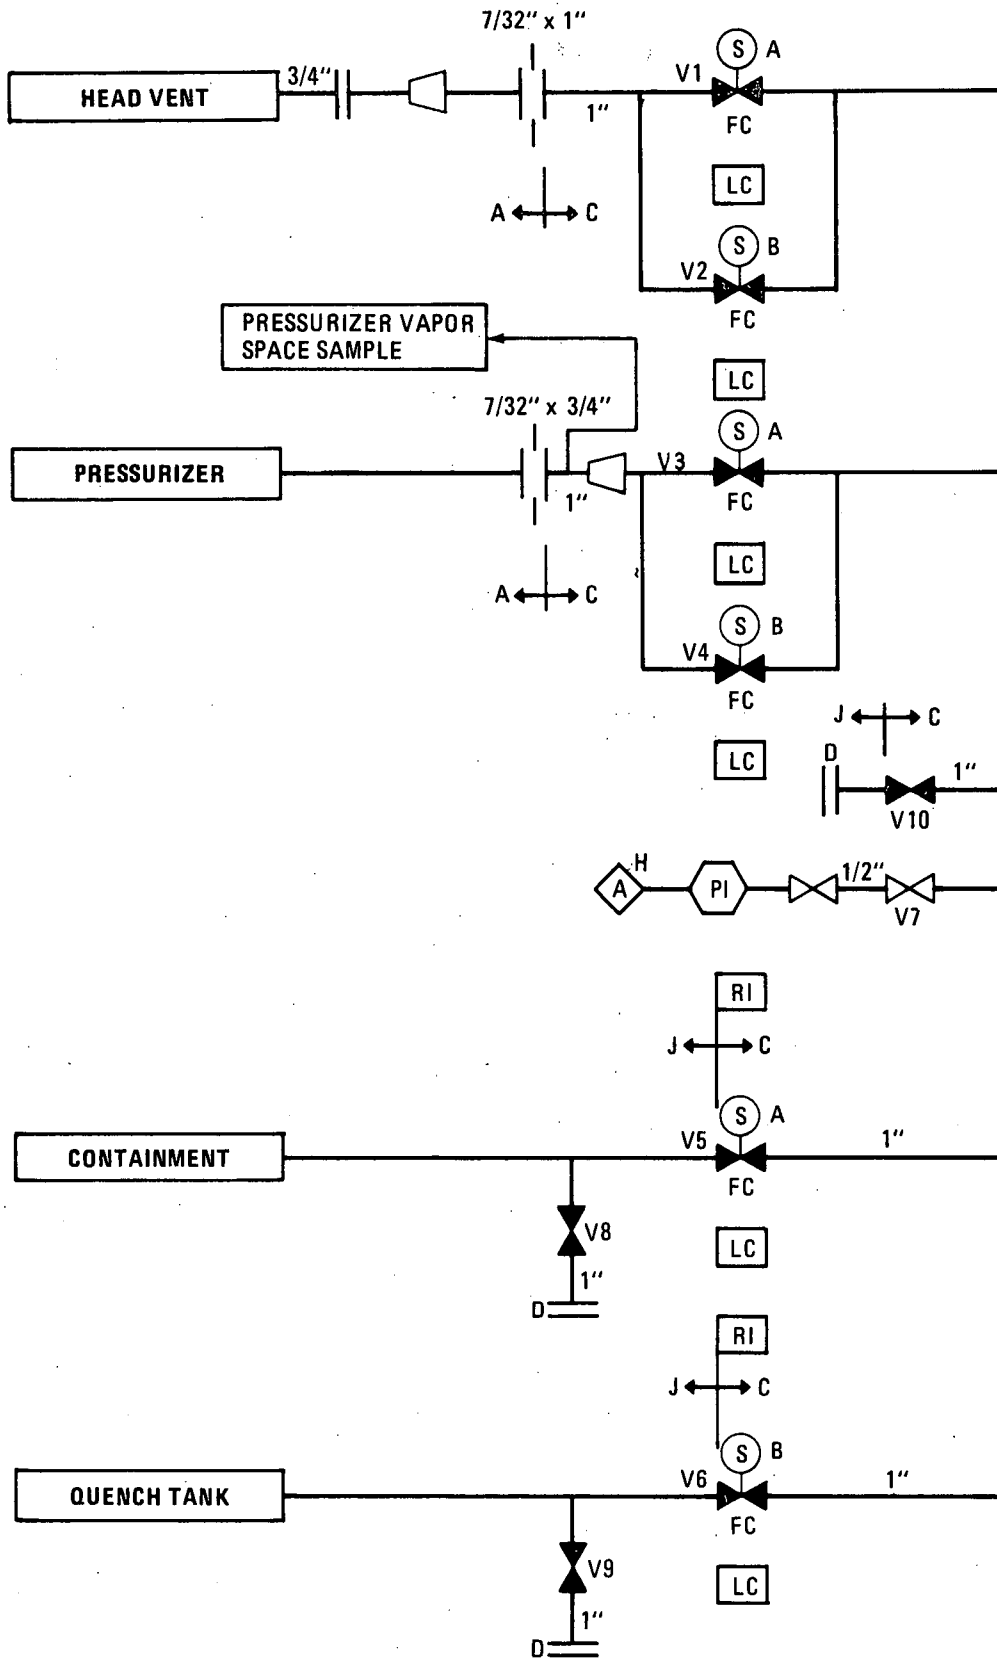 7/32" x 1"
S A
3/4"
V1
HEAD VENT
1"
FC
LC
A C
S B
V2
FC
PRESSURIZER VAPOR
SPACE SAMPLE
LC
7/32" x 3/4"
S A
PRESSURIZER
V3
1"
FC
LC
A C
S B
V4
FC
J C
D
LC
1"
V10
H
A PI 1/2"
V7
RI
J C
S A
CONTAINMENT
V5
1"
FC
V8
LC
1"
D
RI
J C
S B
QUENCH TANK
V6
1"
FC
V9
LC
1"
D